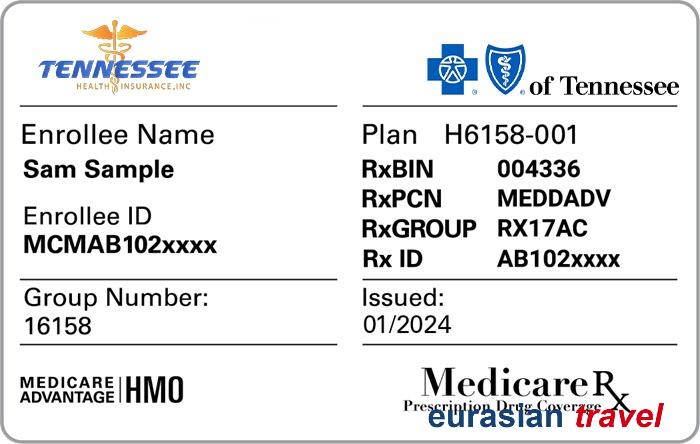 TENNESSEE
HEALTH INSURANCE, INC
® ® of Tennessee
Enrollee Name
Sam Sample
Enrollee ID
MCMAB102xxxx
Plan H6158-001
RxBIN 004336
RxPCN MEDDADV
RxGROUP RX17AC
Rx ID AB102xxxx
Group Number:
16158
Issued:
01/2024
MEDICARE
ADVANTAGE | HMO
MedicareRx
Prescription Drug Coverage
eurasian travel